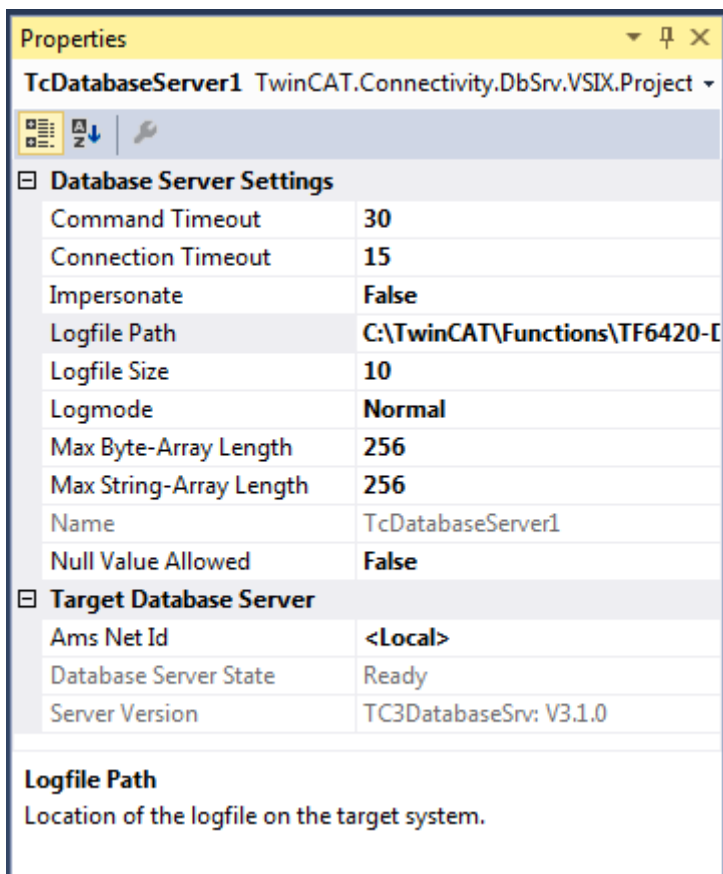 Properties
TcDatabaseServer1 TwinCAT.Connectivity.DbSrv.VSIX.Project
Database Server Settings
Command Timeout 30
Connection Timeout 15
Impersonate False
Logfile Path C:\TwinCAT\Functions\TF6420-
Logfile Size 10
Logmode Normal
Max Byte-Array Length 256
Max String-Array Length 256
Name TcDatabaseServer1
Null Value Allowed False
Target Database Server
Ams Net Id <Local>
Database Server State Ready
Server Version TC3DatabaseSrv: V3.1.0
Logfile Path
Location of the logfile on the target system.